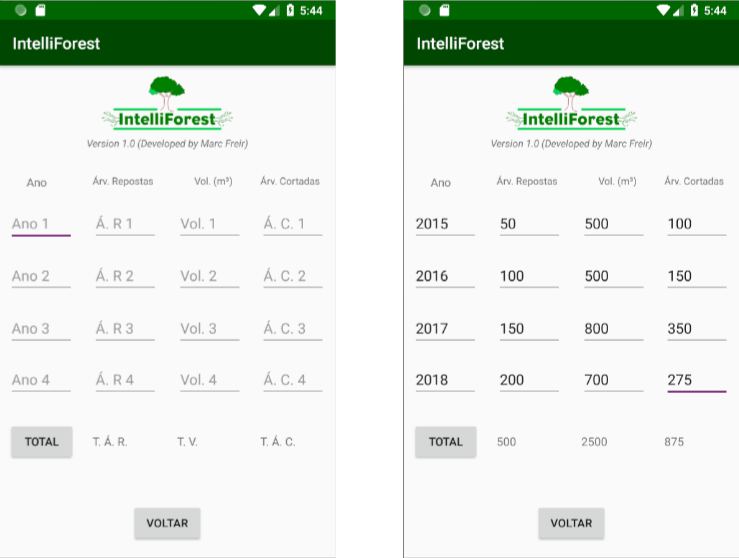 5:44
IntelliForest
IntelliForest
Version 1.0 (Developed by Marc Freir)
Ano Árv. Repostas Vol. (m³) Árv. Cortadas
Ano 1 Á. R 1 Vol. 1 Á. C. 1
Ano 2 Á. R 2 Vol. 2 Á. C. 2
Ano 3 Á. R 3 Vol. 3 Á. C. 3
Ano 4 Á. R 4 Vol. 4 Á. C. 4
TOTAL T. Á. R. T. V. T. Á. C.
VOLTAR
5:44
IntelliForest
IntelliForest
Version 1.0 (Developed by Marc Freir)
Ano Árv. Repostas Vol. (m³) Árv. Cortadas
2015 50 500 100
2016 100 500 150
2017 150 800 350
2018 200 700 275
TOTAL 500 2500 875
VOLTAR